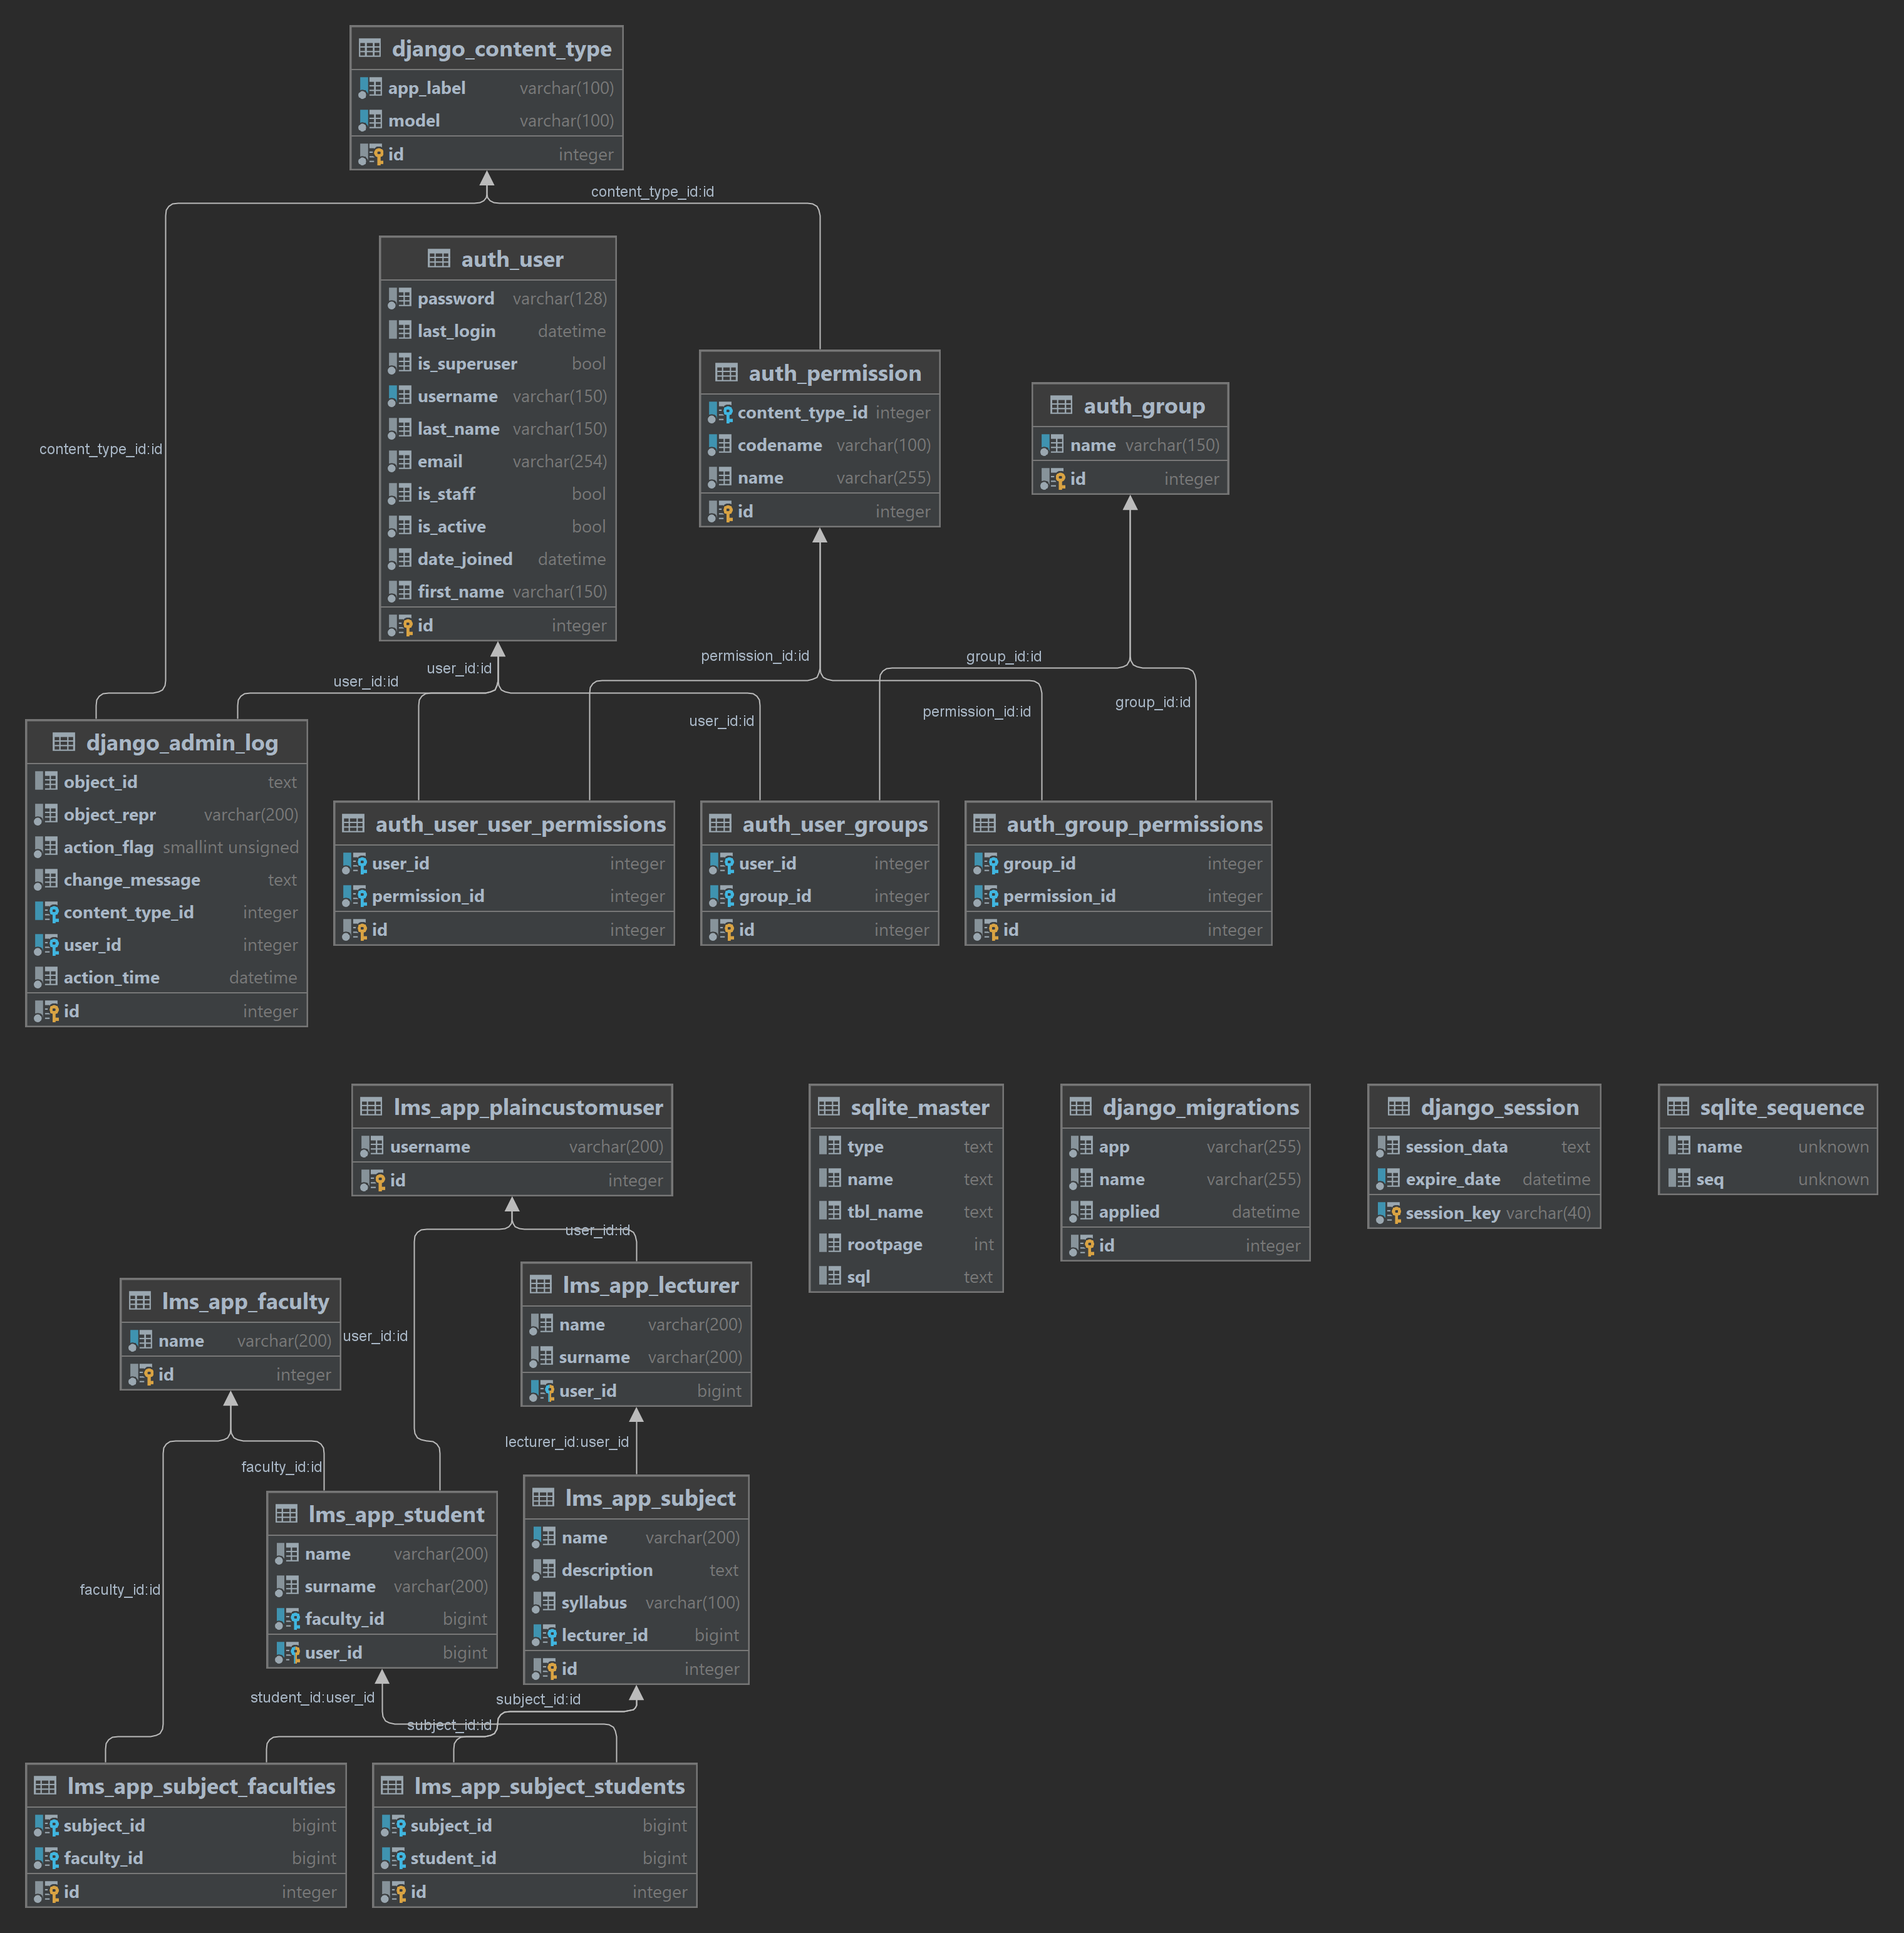 django_content_type
app_label varchar(100)
model varchar(100)
id integer
content_type_id:id
content_type_id:id
auth_user
password varchar(128)
last_login datetime
is_superuser bool
username varchar(150)
last_name varchar(150)
email varchar(254)
is_staff bool
is_active bool
date_joined datetime
first_name varchar(150)
id integer
auth_permission
content_type_id integer
codename varchar(100)
name varchar(255)
id integer
auth_group
name varchar(150)
id integer
user_id:id
user_id:id
user_id:id
permission_id:id
permission_id:id
group_id:id
group_id:id
django_admin_log
object_id text
object_repr varchar(200)
action_flag smallint unsigned
change_message text
content_type_id integer
user_id integer
action_time datetime
id integer
auth_user_user_permissions
user_id integer
permission_id integer
id integer
auth_user_groups
user_id integer
group_id integer
id integer
auth_group_permissions
group_id integer
permission_id integer
id integer
lms_app_plaincustomuser
username varchar(200)
id integer
sqlite_master
type text
name text
tbl_name text
rootpage int
sql text
django_migrations
app varchar(255)
name varchar(255)
applied datetime
id integer
django_session
session_data text
expire_date datetime
session_key varchar(40)
sqlite_sequence
name unknown
seq unknown
user_id:id
user_id:id
lms_app_faculty
name varchar(200)
id integer
lms_app_lecturer
name varchar(200)
surname varchar(200)
user_id bigint
lecturer_id:user_id
faculty_id:id
faculty_id:id
lms_app_student
name varchar(200)
surname varchar(200)
faculty_id bigint
user_id bigint
lms_app_subject
name varchar(200)
description text
syllabus varchar(100)
lecturer_id bigint
id integer
student_id:user_id
subject_id:id
subject_id:id
lms_app_subject_faculties
subject_id bigint
faculty_id bigint
id integer
lms_app_subject_students
subject_id bigint
student_id bigint
id integer